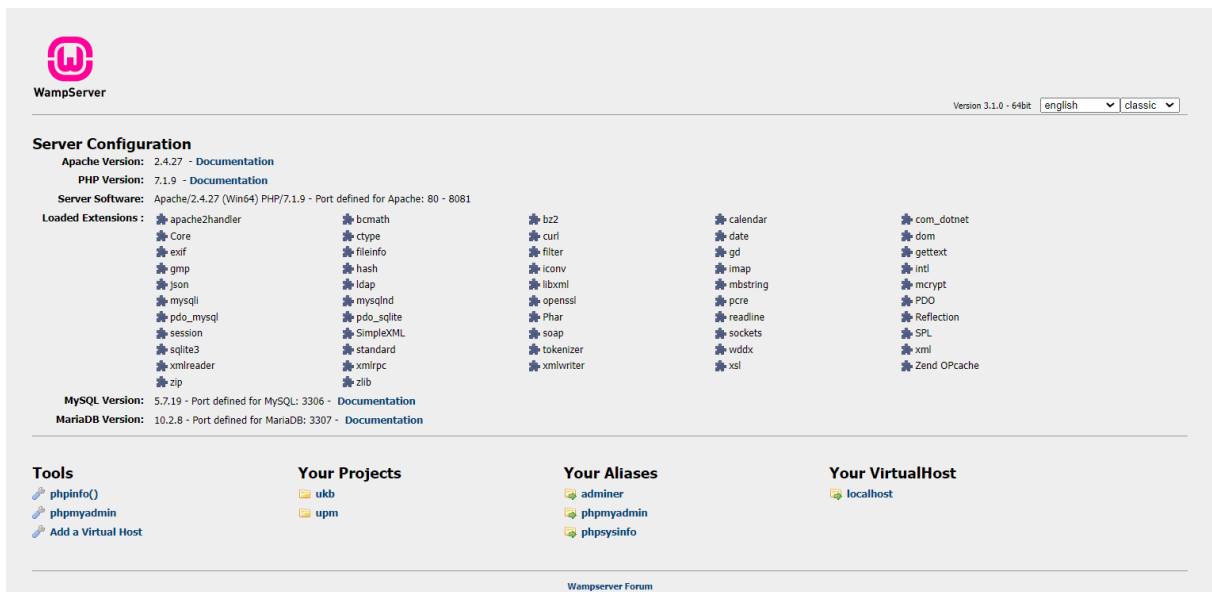 WampServer
Version 3.1.0 - 64bit english classic
Server Configuration
Apache Version: 2.4.27 - Documentation
PHP Version: 7.1.9 - Documentation
Server Software: Apache/2.4.27 (Win64) PHP/7.1.9 - Port defined for Apache: 80 - 8081
Loaded Extensions : apache2handler bcmath bz2 calendar com_dotnet
Core ctype curl date dom
exif fileinfo filter gd gettext
gmp hash iconv imap intl
json ldap libxml mbstring mcrypt
mysqli mysqlnd openssl pcre PDO
pdo_mysql pdo_sqlite Phar readline Reflection
session SimpleXML soap sockets SPL
sqlite3 standard tokenizer wddx xml
xmlreader xmlrpc xmlwriter xsl Zend OPcache
zip zlib
MySQL Version: 5.7.19 - Port defined for MySQL: 3306 - Documentation
MariaDB Version: 10.2.8 - Port defined for MariaDB: 3307 - Documentation
Tools Your Projects Your Aliases Your VirtualHost
phpinfo() ukb adminer localhost
phpmyadmin upm phpmyadmin
Add a Virtual Host phpsysinfo
Wampserver Forum